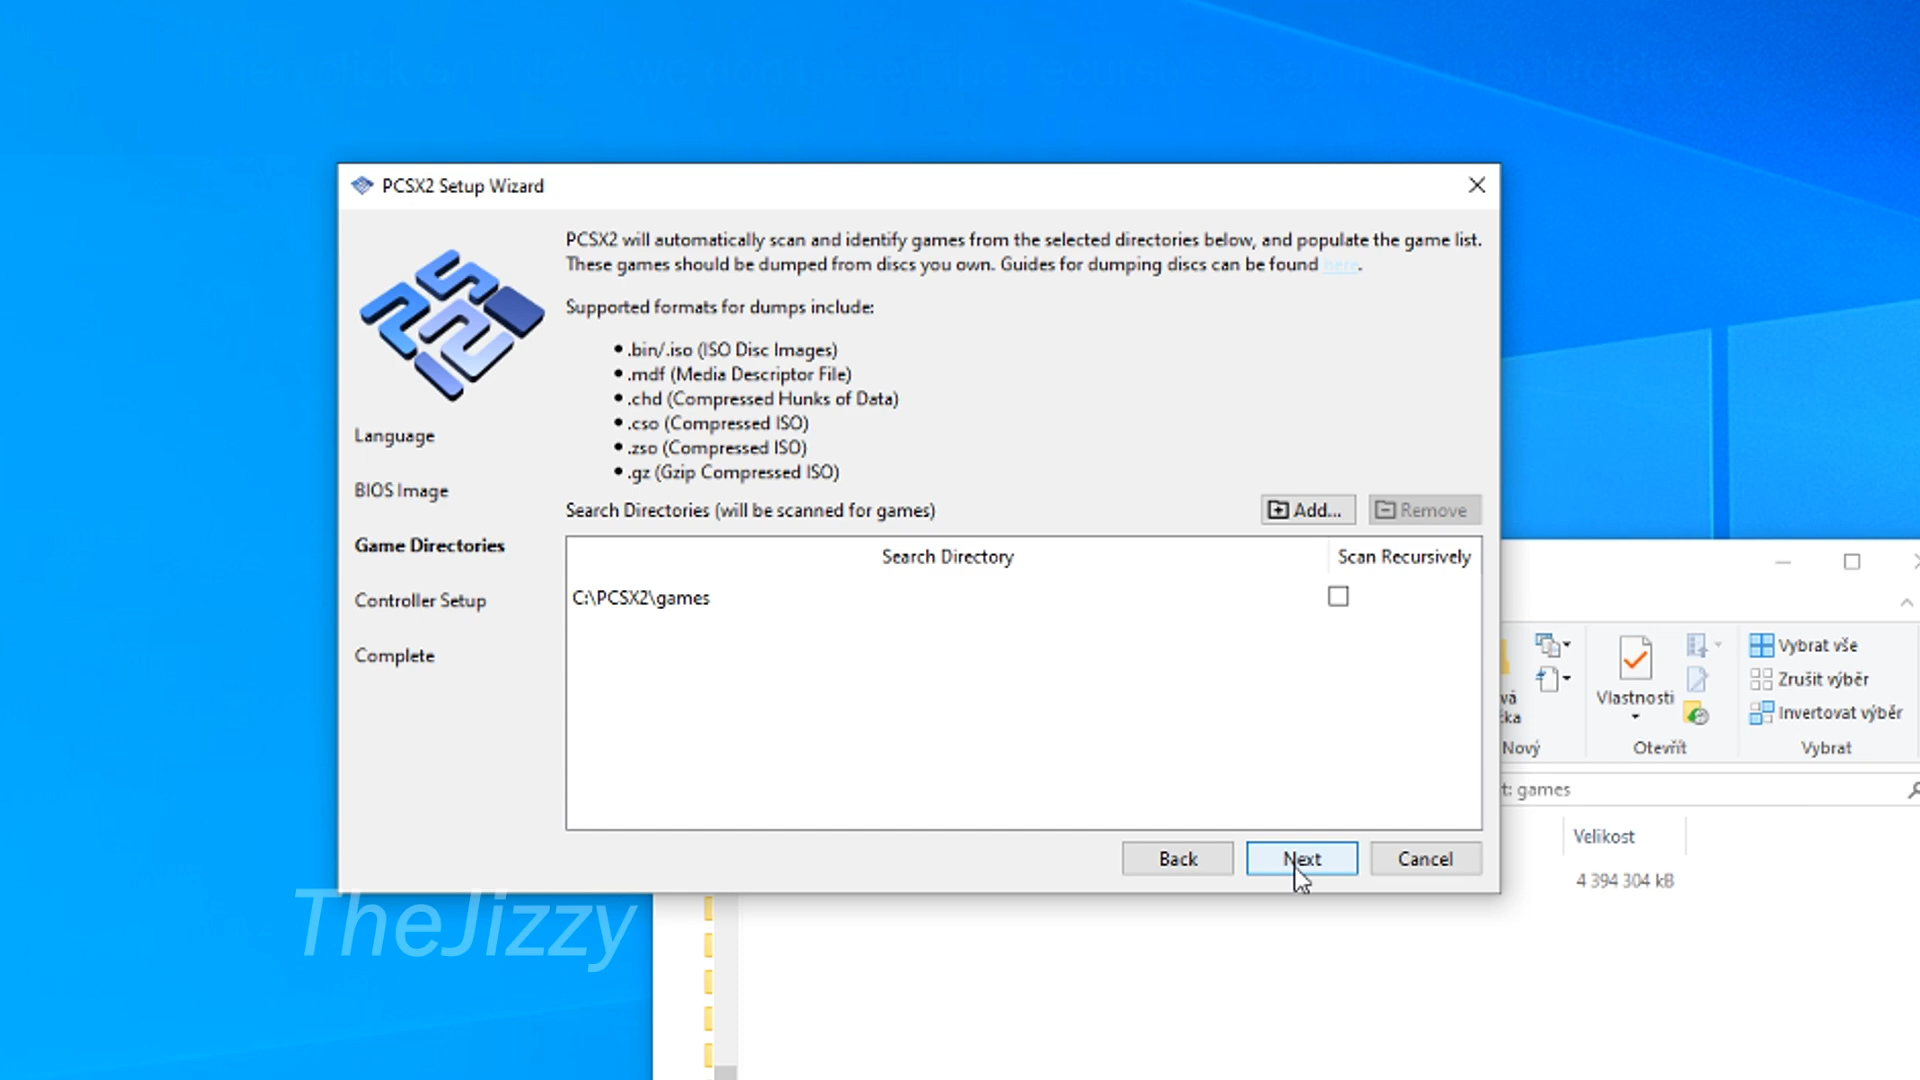 PCSX2 Setup Wizard
PCSX2 will automatically scan and identify games from the selected directories below, and populate the game list.
These games should be dumped from discs you own. Guides for dumping discs can be found here.
Supported formats for dumps include:
• .bin/.iso (ISO Disc Images)
• .mdf (Media Descriptor File)
• .chd (Compressed Hunks of Data)
• .cso (Compressed ISO)
• .zso (Compressed ISO)
• .gz (Gzip Compressed ISO)
Language
BIOS Image
Game Directories
Controller Setup
Complete
Search Directories (will be scanned for games)
Add...
Remove
Search Directory
Scan Recursively
C:\PCSX2\games
Back
Next
Cancel
Vlastnosti
Vybrat vše
Zrušit výběr
Invertovat výběr
Nový
Otevřít
Vybrat
games
Velikost
4 394 304 kB
TheJizzy